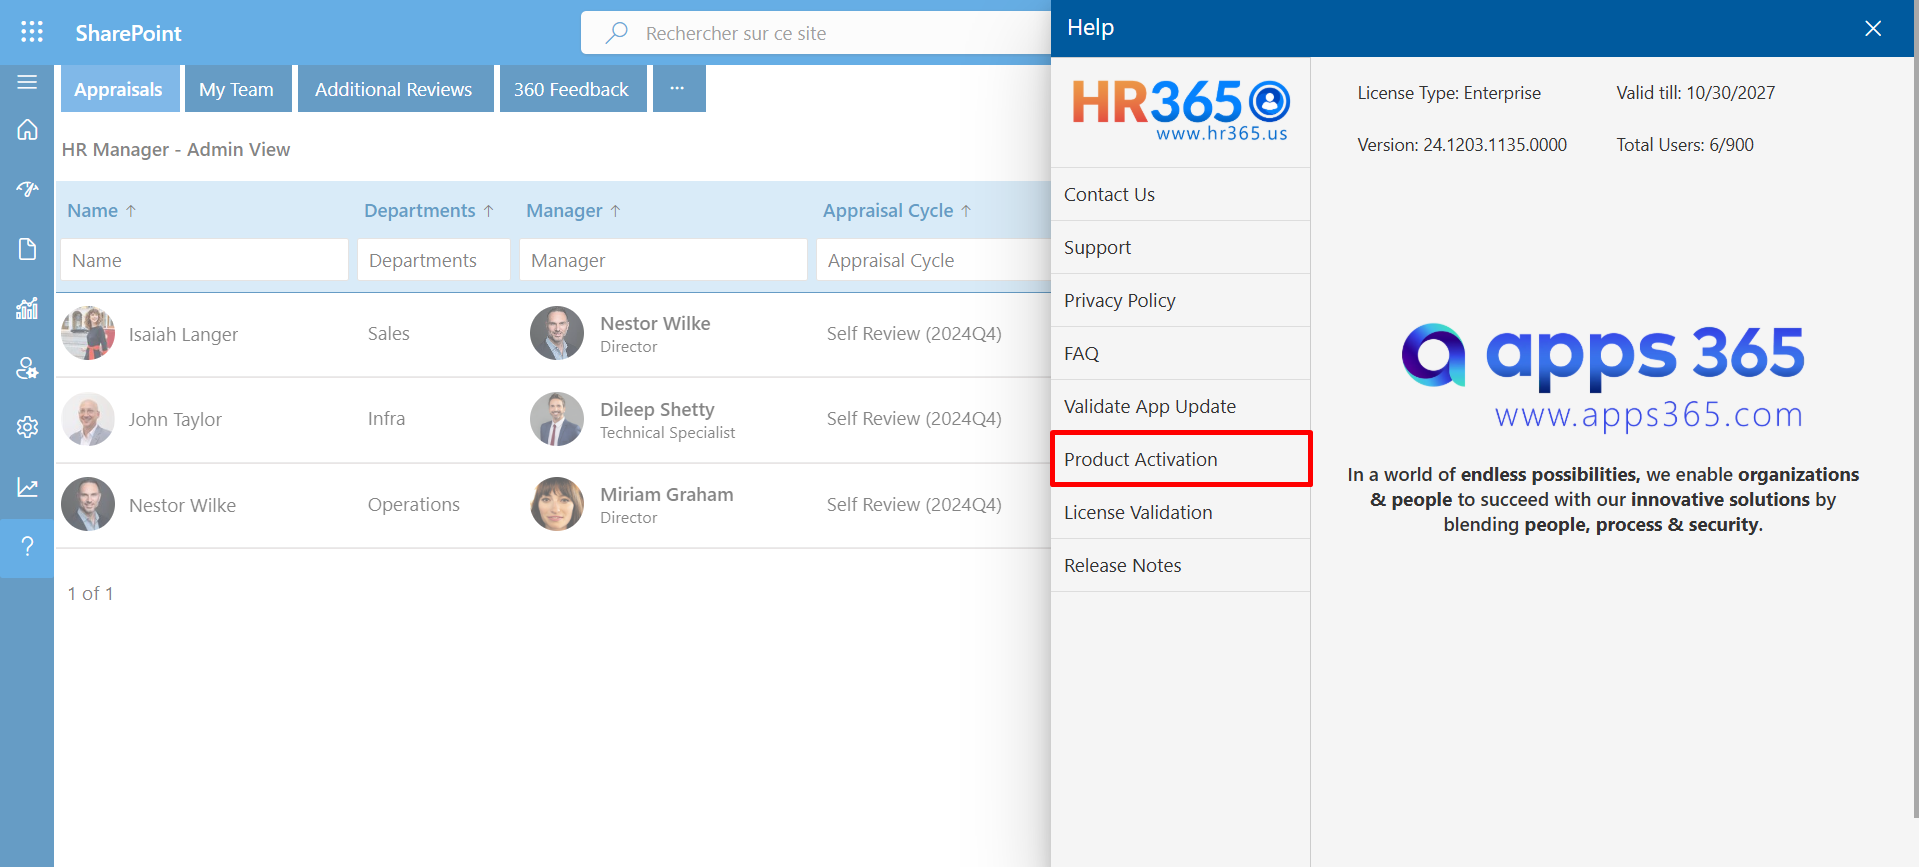 SharePoint
Rechercher sur ce site
Appraisals
My Team
Additional Reviews
360 Feedback
...
HR Manager - Admin View
Name ↑
Departments ↑
Manager ↑
Appraisal Cycle ↑
Name
Departments
Manager
Appraisal Cycle
Isaiah Langer
Sales
Nestor Wilke
Director
Self Review (2024Q4)
John Taylor
Infra
Dileep Shetty
Technical Specialist
Self Review (2024Q4)
Nestor Wilke
Operations
Miriam Graham
Director
Self Review (2024Q4)
1 of 1
Help
HR365
www.hr365.us
Contact Us
Support
Privacy Policy
FAQ
Validate App Update
Product Activation
License Validation
Release Notes
License Type: Enterprise
Valid till: 10/30/2027
Version: 24.1203.1135.0000
Total Users: 6/900
apps 365
www.apps365.com
In a world of endless possibilities, we enable organizations
& people to succeed with our innovative solutions by
blending people, process & security.